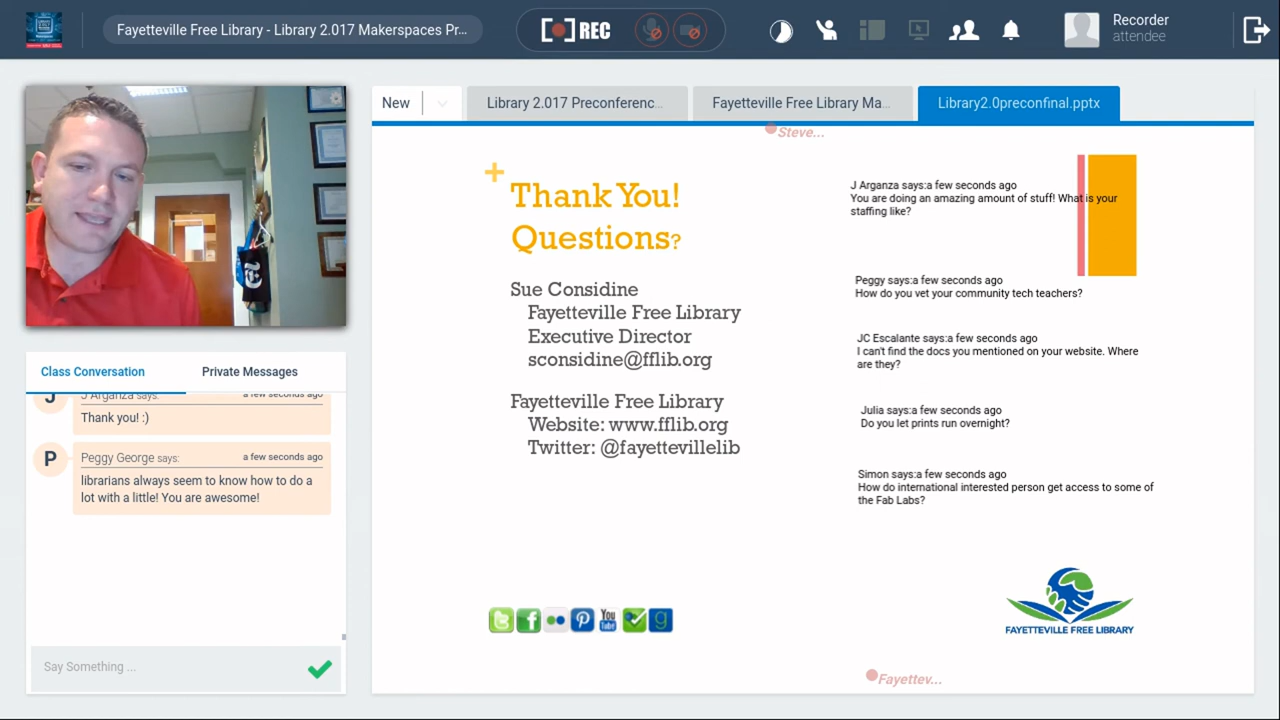 Fayetteville Free Library - Library 2.017 Makerspaces Pr...
REC
Recorder
attendee
New
Library 2.017 Preconferenc...
Fayetteville Free Library Ma...
Library2.0preconfinal.pptx
Steve...
Thank You!
Questions?
Sue Considine
Fayetteville Free Library
Executive Director
sconsidine@fflib.org
Fayetteville Free Library
Website: www.fflib.org
Twitter: @fayettevillelib
J Arganza says:a few seconds ago
You are doing an amazing amount of stuff! What is your
staffing like?
Peggy says:a few seconds ago
How do you vet your community tech teachers?
JC Escalante says:a few seconds ago
I can't find the docs you mentioned on your website. Where
are they?
Julia says:a few seconds ago
Do you let prints run overnight?
Simon says:a few seconds ago
How do international interested person get access to some of
the Fab Labs?
You
Tube
FAYETTEVILLE FREE LIBRARY
Fayettev...
Class Conversation
Private Messages
J
J Arganza says:
a few seconds ago
Thank you! :)
P
Peggy George says:
a few seconds ago
librarians always seem to know how to do a
lot with a little! You are awesome!
Say Something ...